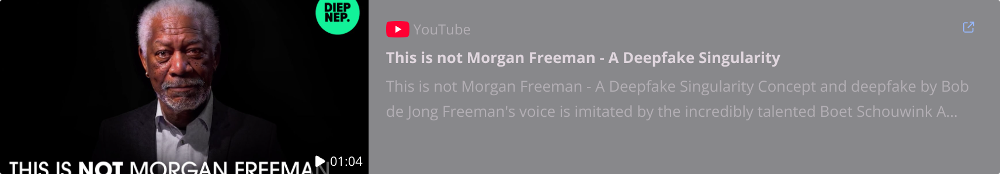 DIEP
NEP.
THIS IS NOT MORGAN FREEMAN
01:04
YouTube
This is not Morgan Freeman - A Deepfake Singularity
This is not Morgan Freeman - A Deepfake Singularity Concept and deepfake by Bob
de Jong Freeman's voice is imitated by the incredibly talented Boet Schouwink A...